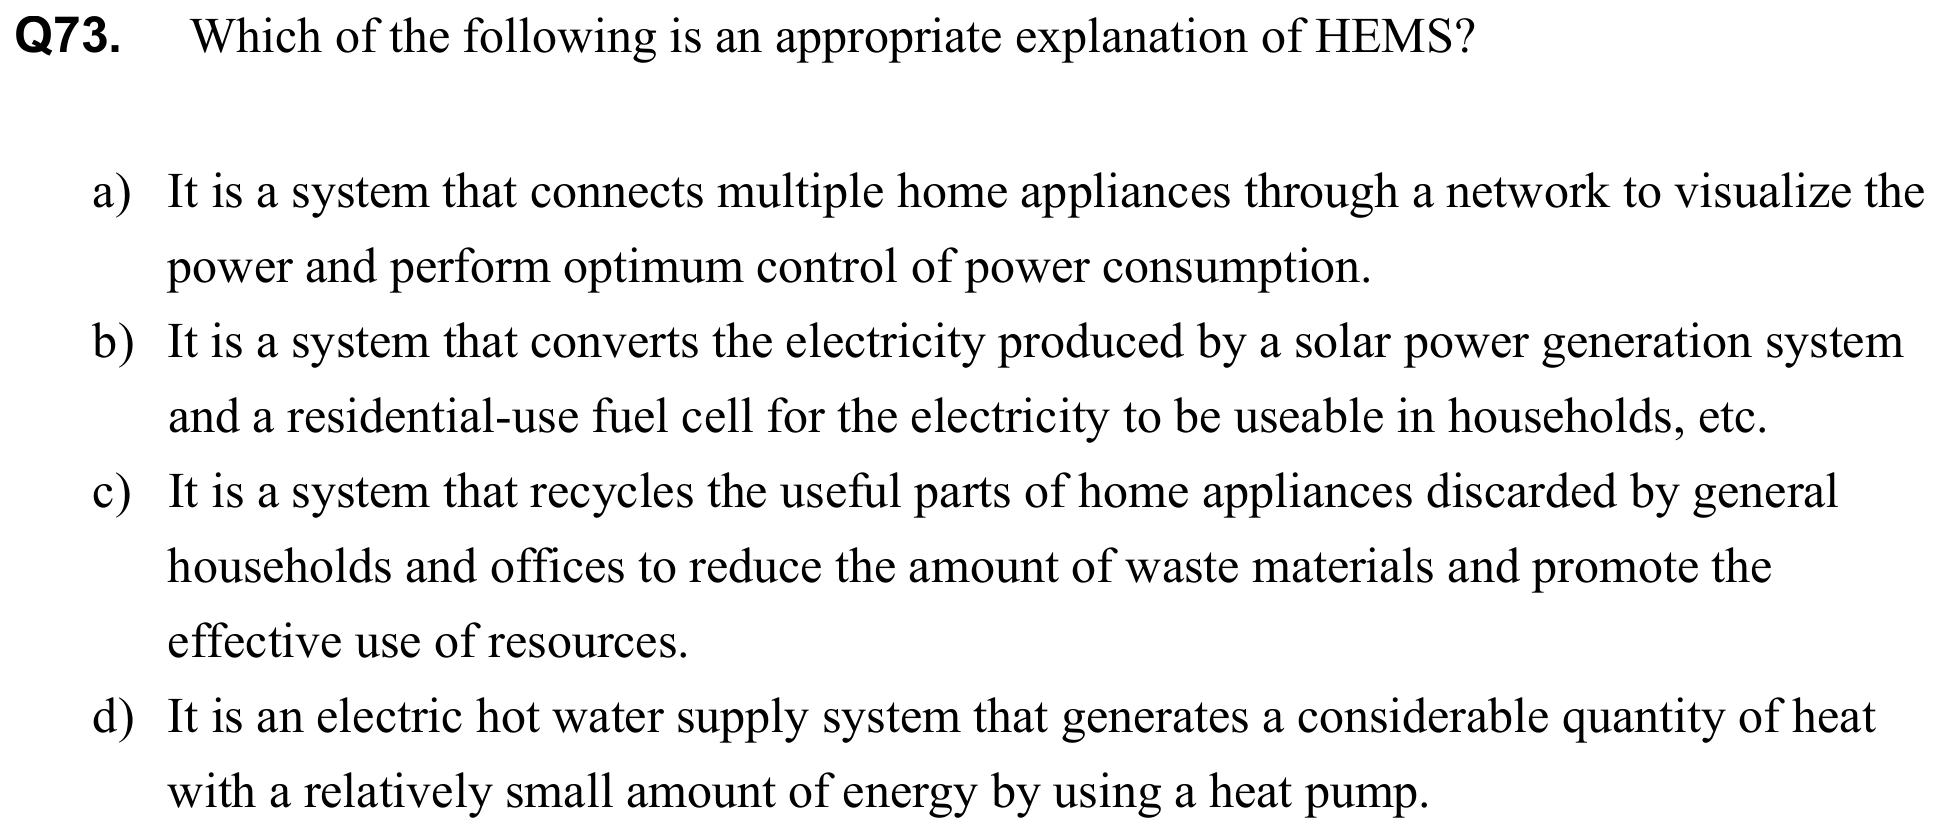 Q73. Which of the following is an appropriate explanation of HEMS?
a) It is a system that connects multiple home appliances through a network to visualize the
power and perform optimum control of power consumption.
b) It is a system that converts the electricity produced by a solar power generation system
and a residential-use fuel cell for the electricity to be useable in households, etc.
c) It is a system that recycles the useful parts of home appliances discarded by general
households and offices to reduce the amount of waste materials and promote the
effective use of resources.
d) It is an electric hot water supply system that generates a considerable quantity of heat
with a relatively small amount of energy by using a heat pump.